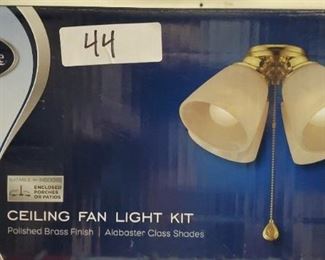 44
SUITABLE for INDOORS
ENCLOSED
PORCHES
OR PATIOS
CEILING FAN LIGHT KIT
Polished Brass Finish | Alabaster Glass Shades